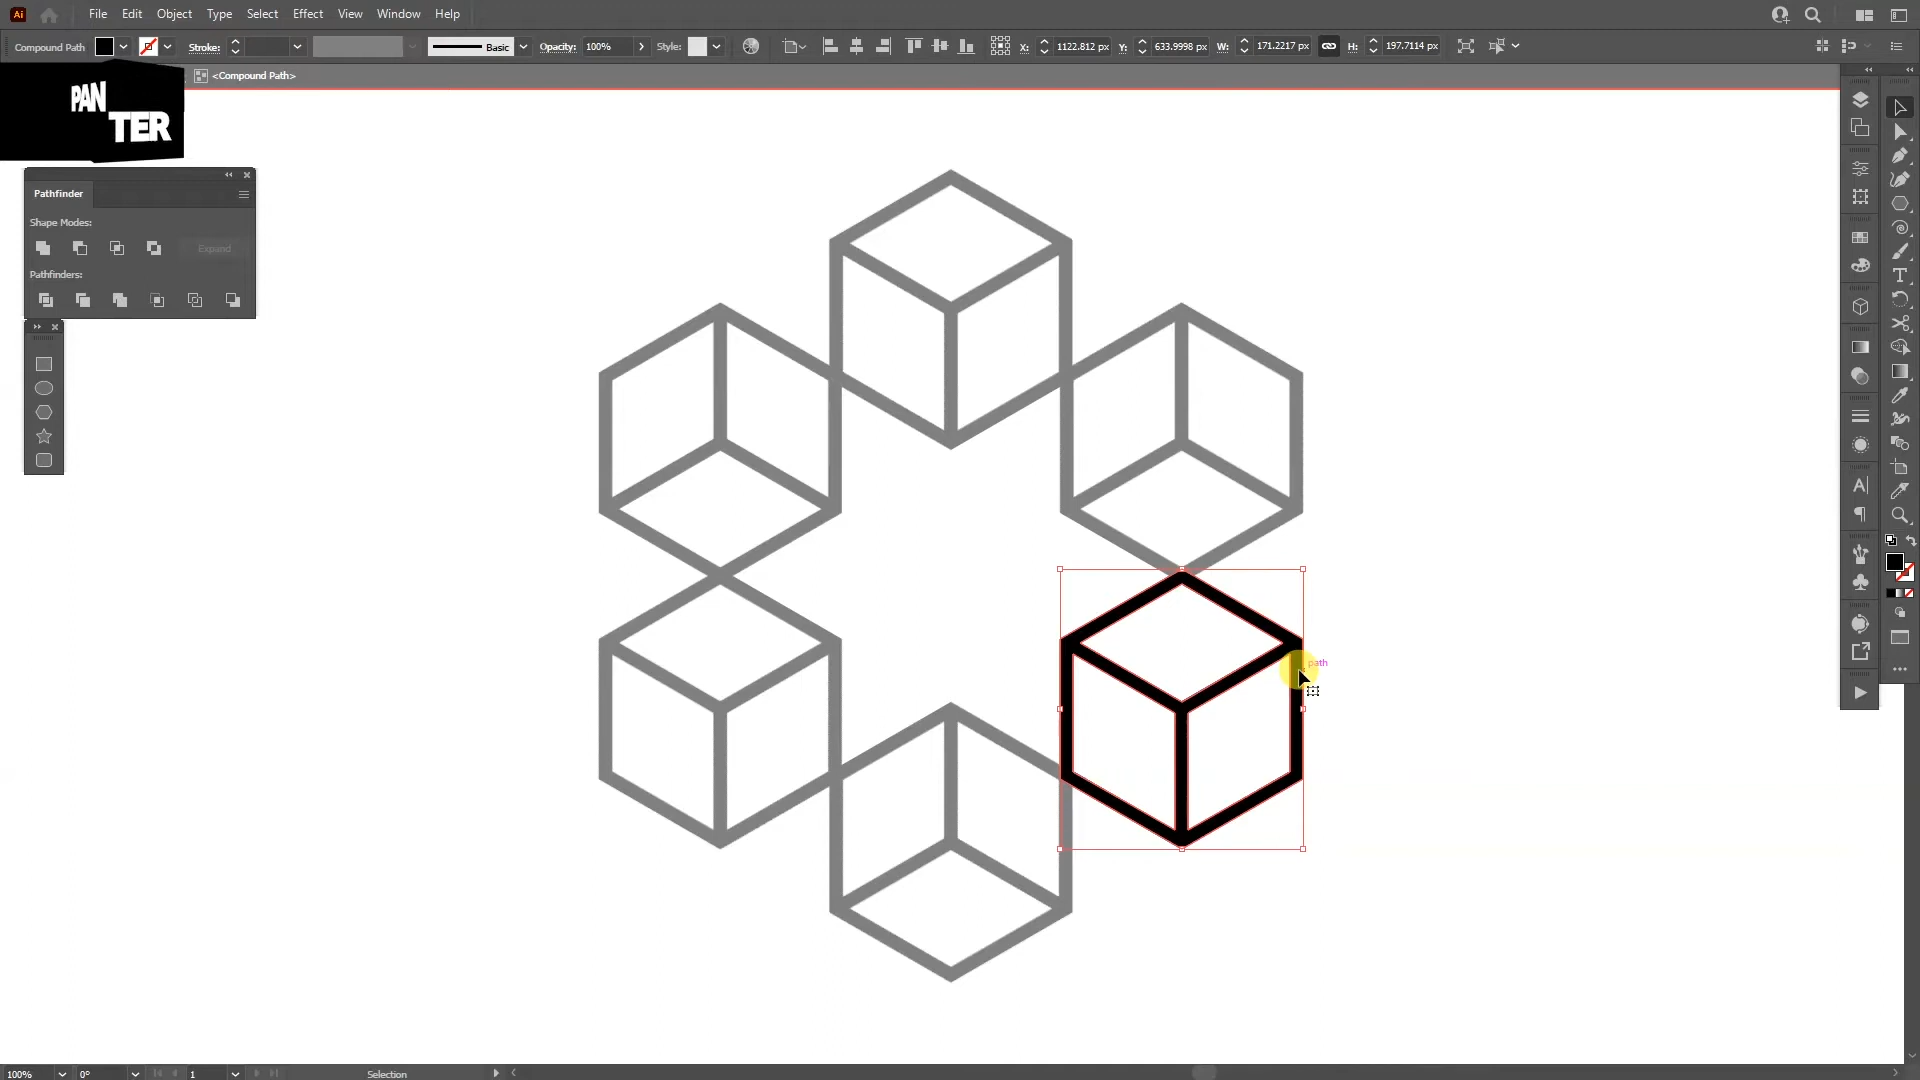 Ai File Edit Object Type Select Effect View Window Help
Compound Path Stroke: Basic Opacity: 100% Style: X: 1122.812 px Y: 633.9998 px W: 171.2217 px H: 197.7114 px
<Compound Path>
PAN
TER
Pathfinder
Shape Modes:
Expand
Pathfinders:
path
100% 0° 1 Selection